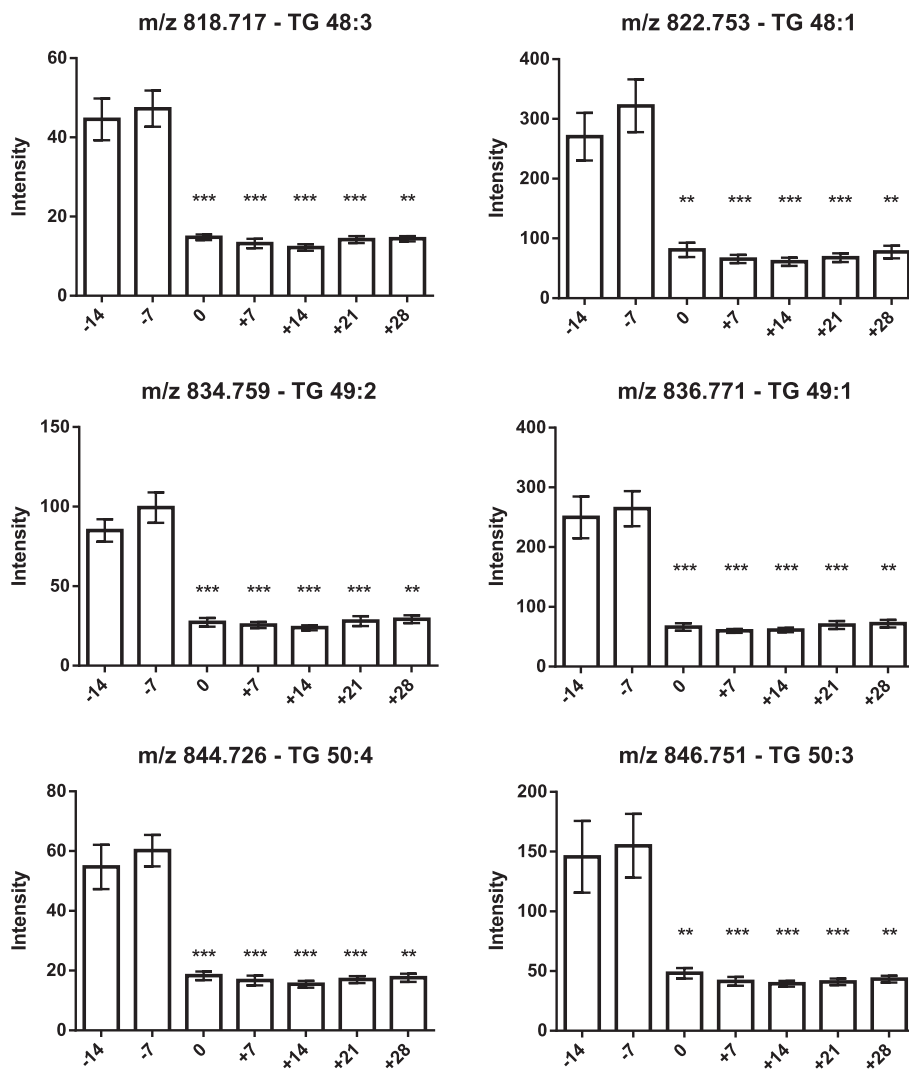 m/z 818.717 - TG 48:3
Intensity
60
40
20
0
*** *** *** *** **
-14 -7 0 +7 +14 +21 +28
m/z 822.753 - TG 48:1
Intensity
400
300
200
100
0
** *** *** *** **
-14 -7 0 +7 +14 +21 +28
m/z 834.759 - TG 49:2
Intensity
150
100
50
0
*** *** *** *** **
-14 -7 0 +7 +14 +21 +28
m/z 836.771 - TG 49:1
Intensity
400
300
200
100
0
*** *** *** *** **
-14 -7 0 +7 +14 +21 +28
m/z 844.726 - TG 50:4
Intensity
80
60
40
20
0
*** *** *** *** **
-14 -7 0 +7 +14 +21 +28
m/z 846.751 - TG 50:3
Intensity
200
150
100
50
0
** *** *** *** **
-14 -7 0 +7 +14 +21 +28